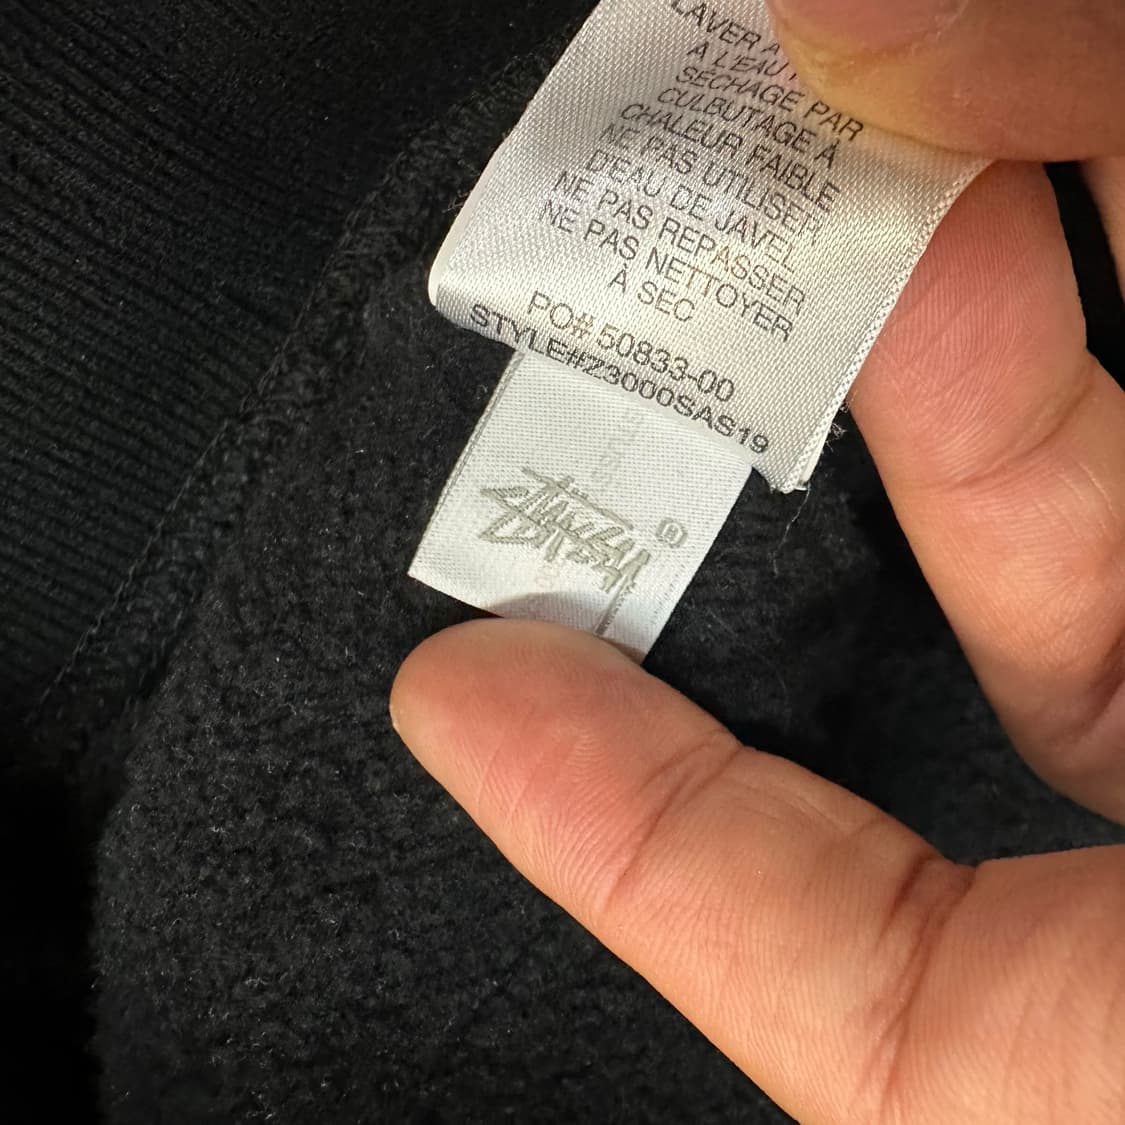 LAVER
À L'EAU
SÉCHAGE PAR
CULBUTAGE À
CHALEUR FAIBLE
NE PAS UTILISER
D'EAU DE JAVEL
NE PAS REPASSER
NE PAS NETTOYER
À SEC
PO# 50833-00
STYLE#Z3000SAS19
Stüssy ®